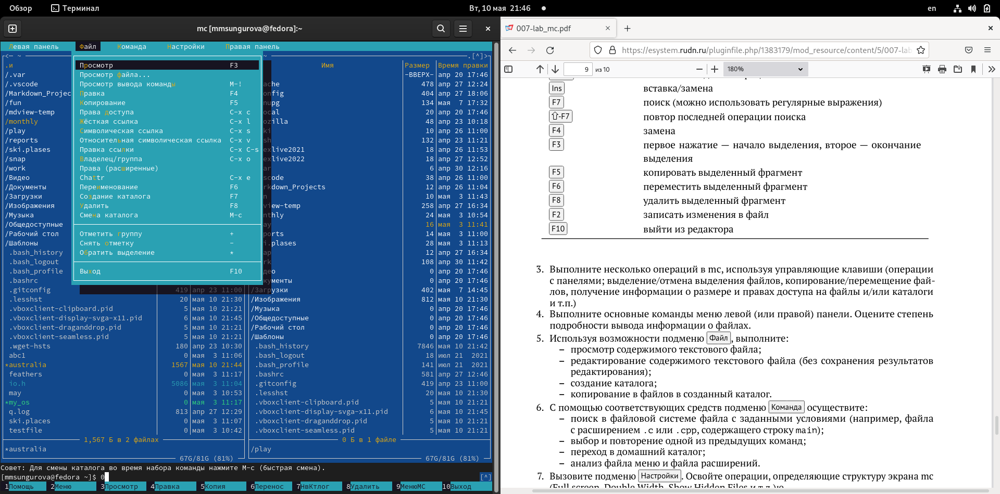 Обзор Терминал Вт, 10 мая 21:46 en
mc [mmsungurova@fedora]:~
Левая панель Файл Команда Настройки Правая панель
<— ~ ~ .[^]>
.и Имя Размер Время правки
/.var -ВВЕРХ- апр 20 17:46
/.vscode ache 478 апр 27 12:24
/Markdown_Projec nfig 404 апр 27 18:06
/fun upg 134 мая 7 17:32
/mdview-temp cal 20 апр 20 17:46
/monthly zilla 48 апр 23 10:18
/play ki 10 апр 26 11:00
/reports sh 132 апр 23 11:21
/ski.plases exlive2021 18 апр 26 11:53
/snap exlive2022 18 апр 27 12:52
/work ar 6 апр 30 12:16
/Видео scode 38 апр 26 11:00
/Документы rkdown_Projects 12 апр 26 11:04
/Загрузки n 10 мая 3 11:43
/Изображения view-temp 258 апр 27 16:34
/Музыка nthly 24 мая 3 10:54
/Общедоступные ay 16 мая 3 11:41
/Рабочий стол ports 14 мая 3 11:00
/Шаблоны i.plases 28 мая 3 11:13
.bash_history ap 12 апр 27 16:34
.bash_logout rk 108 апр 30 11:42
.bash_profile део 0 апр 20 17:46
.bashrc кументы 0 апр 20 17:46
.gitconfig 419 апр 23 11:00 /Загрузки 402 мая 7 14:45
.lesshst 20 мая 10 21:30 /Изображения 812 мая 10 21:30
.vboxclient-clipboard.pid 5 мая 10 21:21 /Музыка 0 апр 20 17:46
.vboxclient-display-svga-x11.pid 6 мая 10 21:45 /Общедоступные 0 апр 20 17:46
.vboxclient-draganddrop.pid 5 мая 10 21:21 /Рабочий стол 0 апр 20 17:46
.vboxclient-seamless.pid 5 мая 10 21:21 /Шаблоны 0 апр 20 17:46
.wget-hsts 180 апр 23 10:30 .bash_history 7846 мая 10 21:42
abc1 0 мая 3 11:06 .bash_logout 18 июл 21 2021
*australia 1567 мая 10 21:44 .bash_profile 141 июл 21 2021
feathers 0 мая 3 11:17 .bashrc 581 апр 27 12:46
io.h 5086 мая 3 11:04 .gitconfig 419 апр 23 11:00
may 0 мая 3 10:53 .lesshst 20 мая 10 21:30
*my_os 0 мая 3 11:17 .vboxclient-clipboard.pid 5 мая 10 21:21
q.log 813 апр 27 12:29 .vboxclient-display-svga-x11.pid 6 мая 10 21:45
ski.places 0 мая 3 11:07 .vboxclient-draganddrop.pid 5 мая 10 21:21
testfile 0 мая 3 10:42 .vboxclient-seamless.pid 5 мая 10 21:21
1,567 Б в 2 файлах 0 Б в 1 файле
*australia /play
67G/81G (81%) 67G/81G (81%)
Просмотр F3
Просмотр файла...
Просмотр вывода команды M-!
Правка F4
Копирование F5
Права доступа C-x c
Жёсткая ссылка C-x l
Символическая ссылка C-x s
Относительная символическая ссылка C-x v
Правка ссылки C-x C-s
Владелец/группа C-x o
Права (расширенные)
Chattr C-x e
Переименование F6
Создание каталога F7
Удалить F8
Смена каталога M-c
Отметить группу +
Снять отметку -
Обратить выделение *
Выход F10
Совет: Для смены каталога во время набора команды нажмите M-c (быстрая смена).
[mmsungurova@fedora ~]$ 0 [^]
1Помощь 2Меню 3Просмотр 4Правка 5Копия 6Перенос 7НвКтлог 8Удалить 9МенюMC 10Выход
007-lab_mc.pdf
https://esystem.rudn.ru/pluginfile.php/1383179/mod_resource/content/5/007-lab
9 из 10 180%
Ins вставка/замена
F7 поиск (можно использовать регулярные выражения)
⇧-F7 повтор последней операции поиска
F4 замена
F3 первое нажатие — начало выделения, второе — окончание
выделения
F5 копировать выделенный фрагмент
F6 переместить выделенный фрагмент
F8 удалить выделенный фрагмент
F2 записать изменения в файл
F10 выйти из редактора
3. Выполните несколько операций в mc, используя управляющие клавиши (операции
с панелями; выделение/отмена выделения файлов, копирование/перемещение фай-
лов, получение информации о размере и правах доступа на файлы и/или каталоги
и т.п.)
4. Выполните основные команды меню левой (или правой) панели. Оцените степень
подробности вывода информации о файлах.
5. Используя возможности подменю Файл, выполните:
– просмотр содержимого текстового файла;
– редактирование содержимого текстового файла (без сохранения результатов
редактирования);
– создание каталога;
– копирование в файлов в созданный каталог.
6. С помощью соответствующих средств подменю Команда осуществите:
– поиск в файловой системе файла с заданными условиями (например, файла
с расширением .c или .cpp, содержащего строку main);
– выбор и повторение одной из предыдущих команд;
– переход в домашний каталог;
– анализ файла меню и файла расширений.
7. Вызовите подменю Настройки. Освойте операции, определяющие структуру экрана mc
(Full screen, Double Width, Show Hidden Files и т.д.)ю